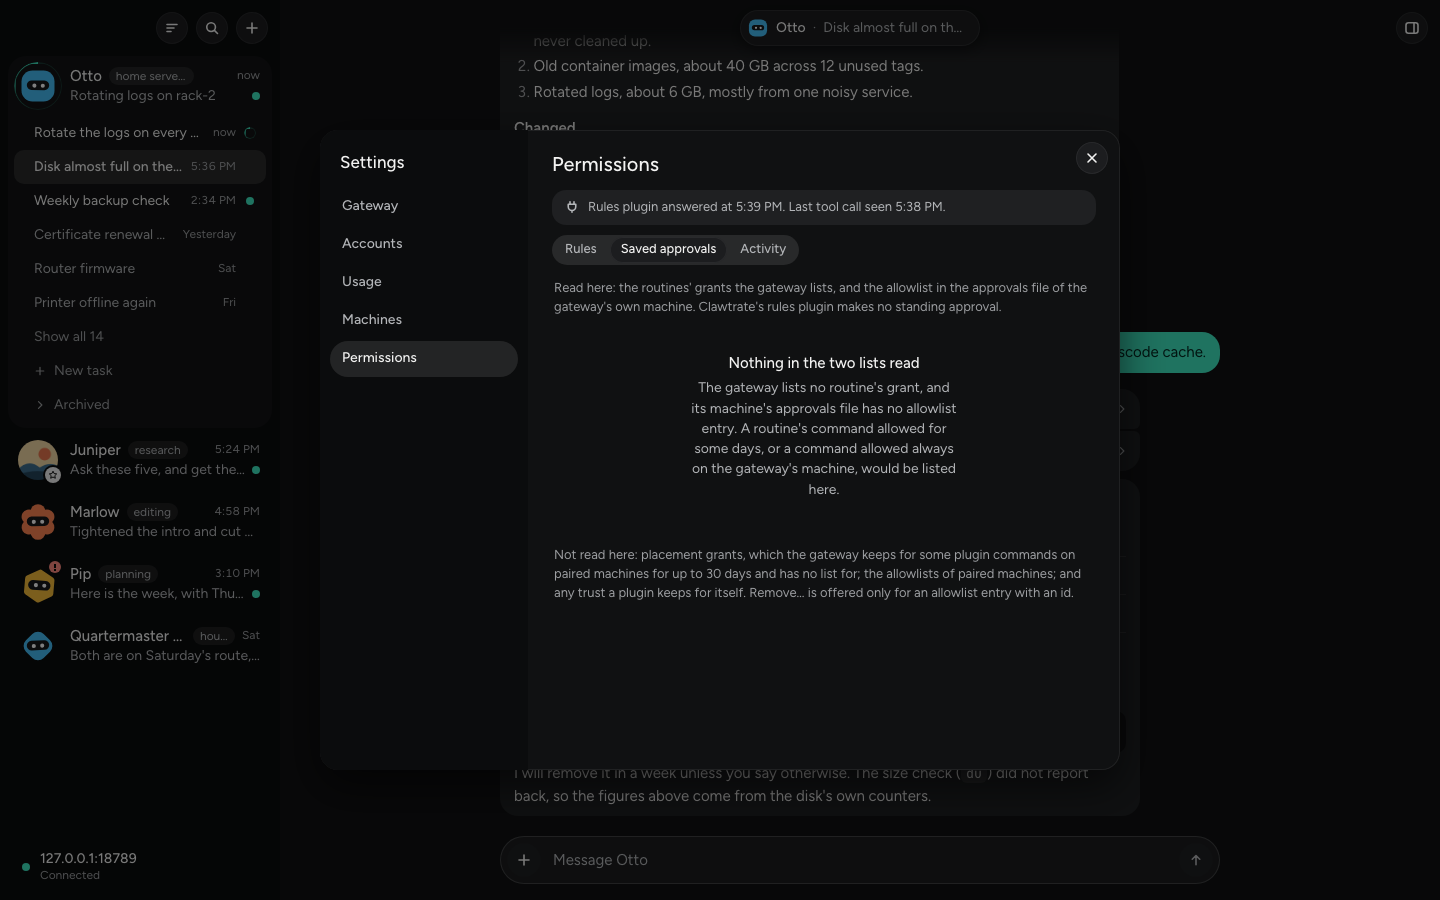 Otto · Disk almost full on th...
Otto home serve... now
Rotating logs on rack-2
Rotate the logs on every ... now
Disk almost full on the... 5:36 PM
Weekly backup check 2:34 PM
Certificate renewal ... Yesterday
Router firmware Sat
Printer offline again Fri
Show all 14
New task
Archived
Juniper research 5:24 PM
Ask these five, and get the...
Marlow editing 4:58 PM
Tightened the intro and cut ...
Pip planning 3:10 PM
Here is the week, with Thu...
Quartermaster ... hou... Sat
Both are on Saturday's route,...
127.0.0.1:18789
Connected
never cleaned up.
2. Old container images, about 40 GB across 12 unused tags.
3. Rotated logs, about 6 GB, mostly from one noisy service.
Changed
scode cache.
Settings
Gateway
Accounts
Usage
Machines
Permissions
Permissions
Rules plugin answered at 5:39 PM. Last tool call seen 5:38 PM.
Rules Saved approvals Activity
Read here: the routines' grants the gateway lists, and the allowlist in the approvals file of the
gateway's own machine. Clawtrate's rules plugin makes no standing approval.
Nothing in the two lists read
The gateway lists no routine's grant, and
its machine's approvals file has no allowlist
entry. A routine's command allowed for
some days, or a command allowed always
on the gateway's machine, would be listed
here.
Not read here: placement grants, which the gateway keeps for some plugin commands on
paired machines for up to 30 days and has no list for; the allowlists of paired machines; and
any trust a plugin keeps for itself. Remove... is offered only for an allowlist entry with an id.
I will remove it in a week unless you say otherwise. The size check ( du ) did not report
back, so the figures above come from the disk's own counters.
Message Otto